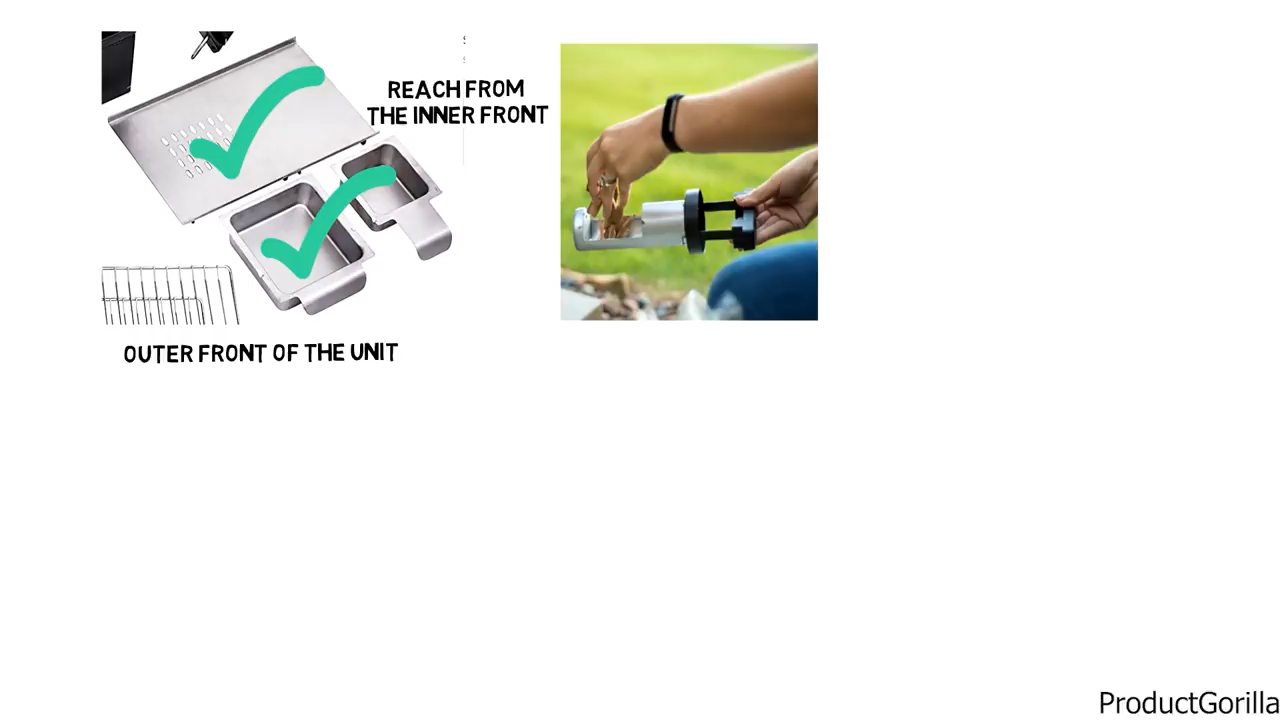 REACH FROM
THE INNER FRONT
OUTER FRONT OF THE UNIT
ProductGorilla